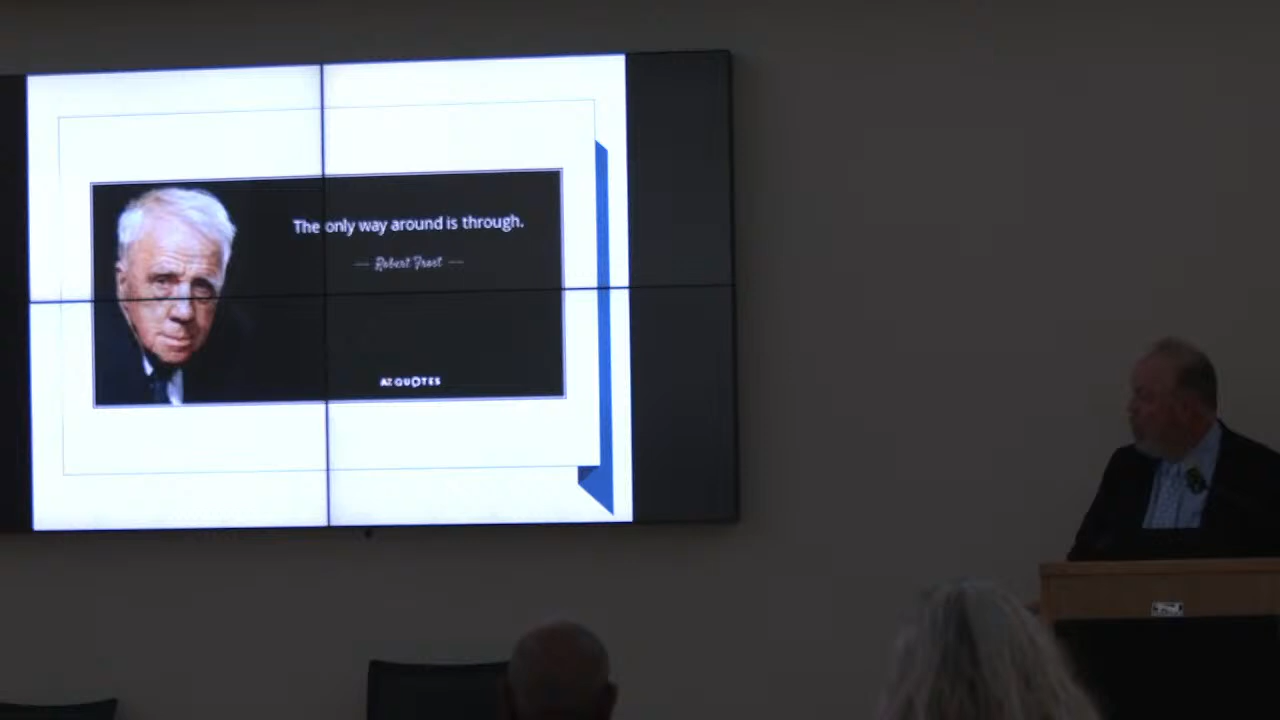 The only way around is through.
— Robert Frost —
AZ QUOTES